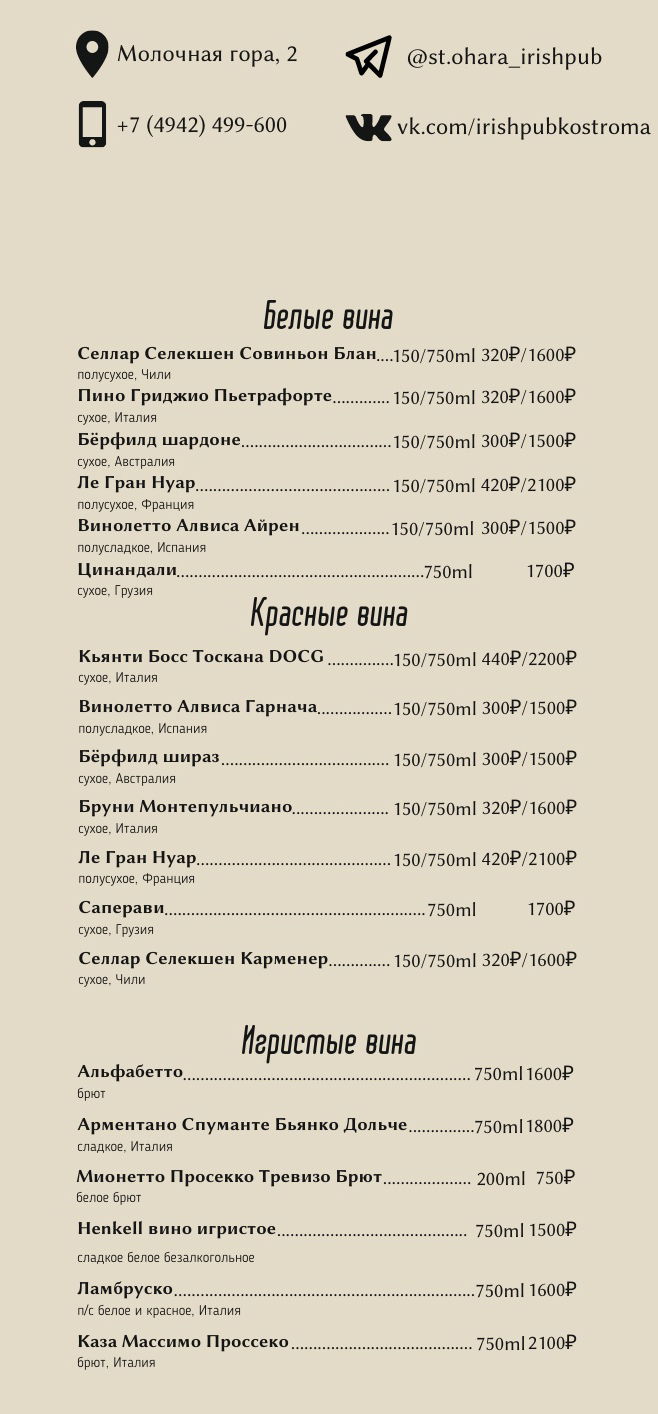 Молочная гора, 2
@st.ohara_irishpub
+7 (4942) 499-600
vk.com/irishpubkostroma
Белые вина
Селлар Селекшен Совиньон Блан....150/750ml 320₽/1600₽
полусухое, Чили
Пино Гриджио Пьетрафорте............. 150/750ml 320₽/1600₽
сухое, Италия
Бёрфилд шардоне..................................150/750ml 300₽/1500₽
сухое, Австралия
Ле Гран Нуар............................................ 150/750ml 420₽/2100₽
полусухое, Франция
Винолетто Алвиса Айрен .................... 150/750ml 300₽/1500₽
полусладкое, Испания
Цинандали........................................................750ml 1700₽
сухое, Грузия
Красные вина
Кьянти Босс Тоскана DOCG ...............150/750ml 440₽/2200₽
сухое, Италия
Винолетто Алвиса Гарнача................. 150/750ml 300₽/1500₽
полусладкое, Испания
Бёрфилд шираз...................................... 150/750ml 300₽/1500₽
сухое, Австралия
Бруни Монтепульчиано...................... 150/750ml 320₽/1600₽
сухое, Италия
Ле Гран Нуар............................................ 150/750ml 420₽/2100₽
полусухое, Франция
Саперави...........................................................750ml 1700₽
сухое, Грузия
Селлар Селекшен Карменер.............. 150/750ml 320₽/1600₽
сухое, Чили
Игристые вина
Альфабетто................................................................. 750ml 1600₽
брют
Арментано Спуманте Бьянко Дольче...............750ml 1800₽
сладкое, Италия
Мионетто Просекко Тревизо Брют.................... 200ml 750₽
белое брют
Henkell вино игристое........................................... 750ml 1500₽
сладкое белое безалкогольное
Ламбруско....................................................................750ml 1600₽
п/с белое и красное, Италия
Каза Массимо Проссеко ......................................... 750ml 2100₽
брют, Италия